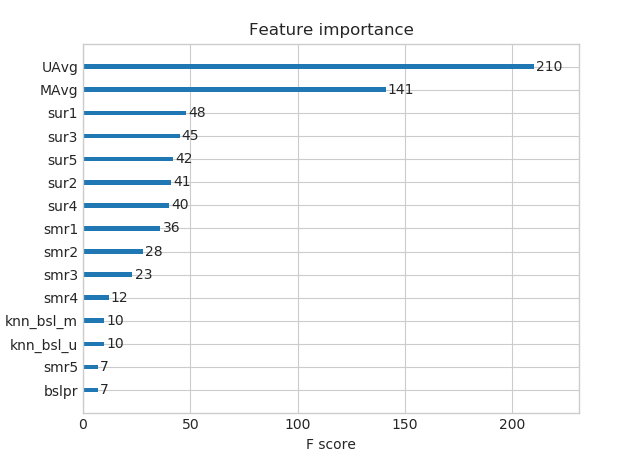 Feature importance
UAvg 210
MAvg 141
sur1 48
sur3 45
sur5 42
sur2 41
sur4 40
smr1 36
smr2 28
smr3 23
smr4 12
knn_bsl_m 10
knn_bsl_u 10
smr5 7
bslpr 7
0 50 100 150 200
F score